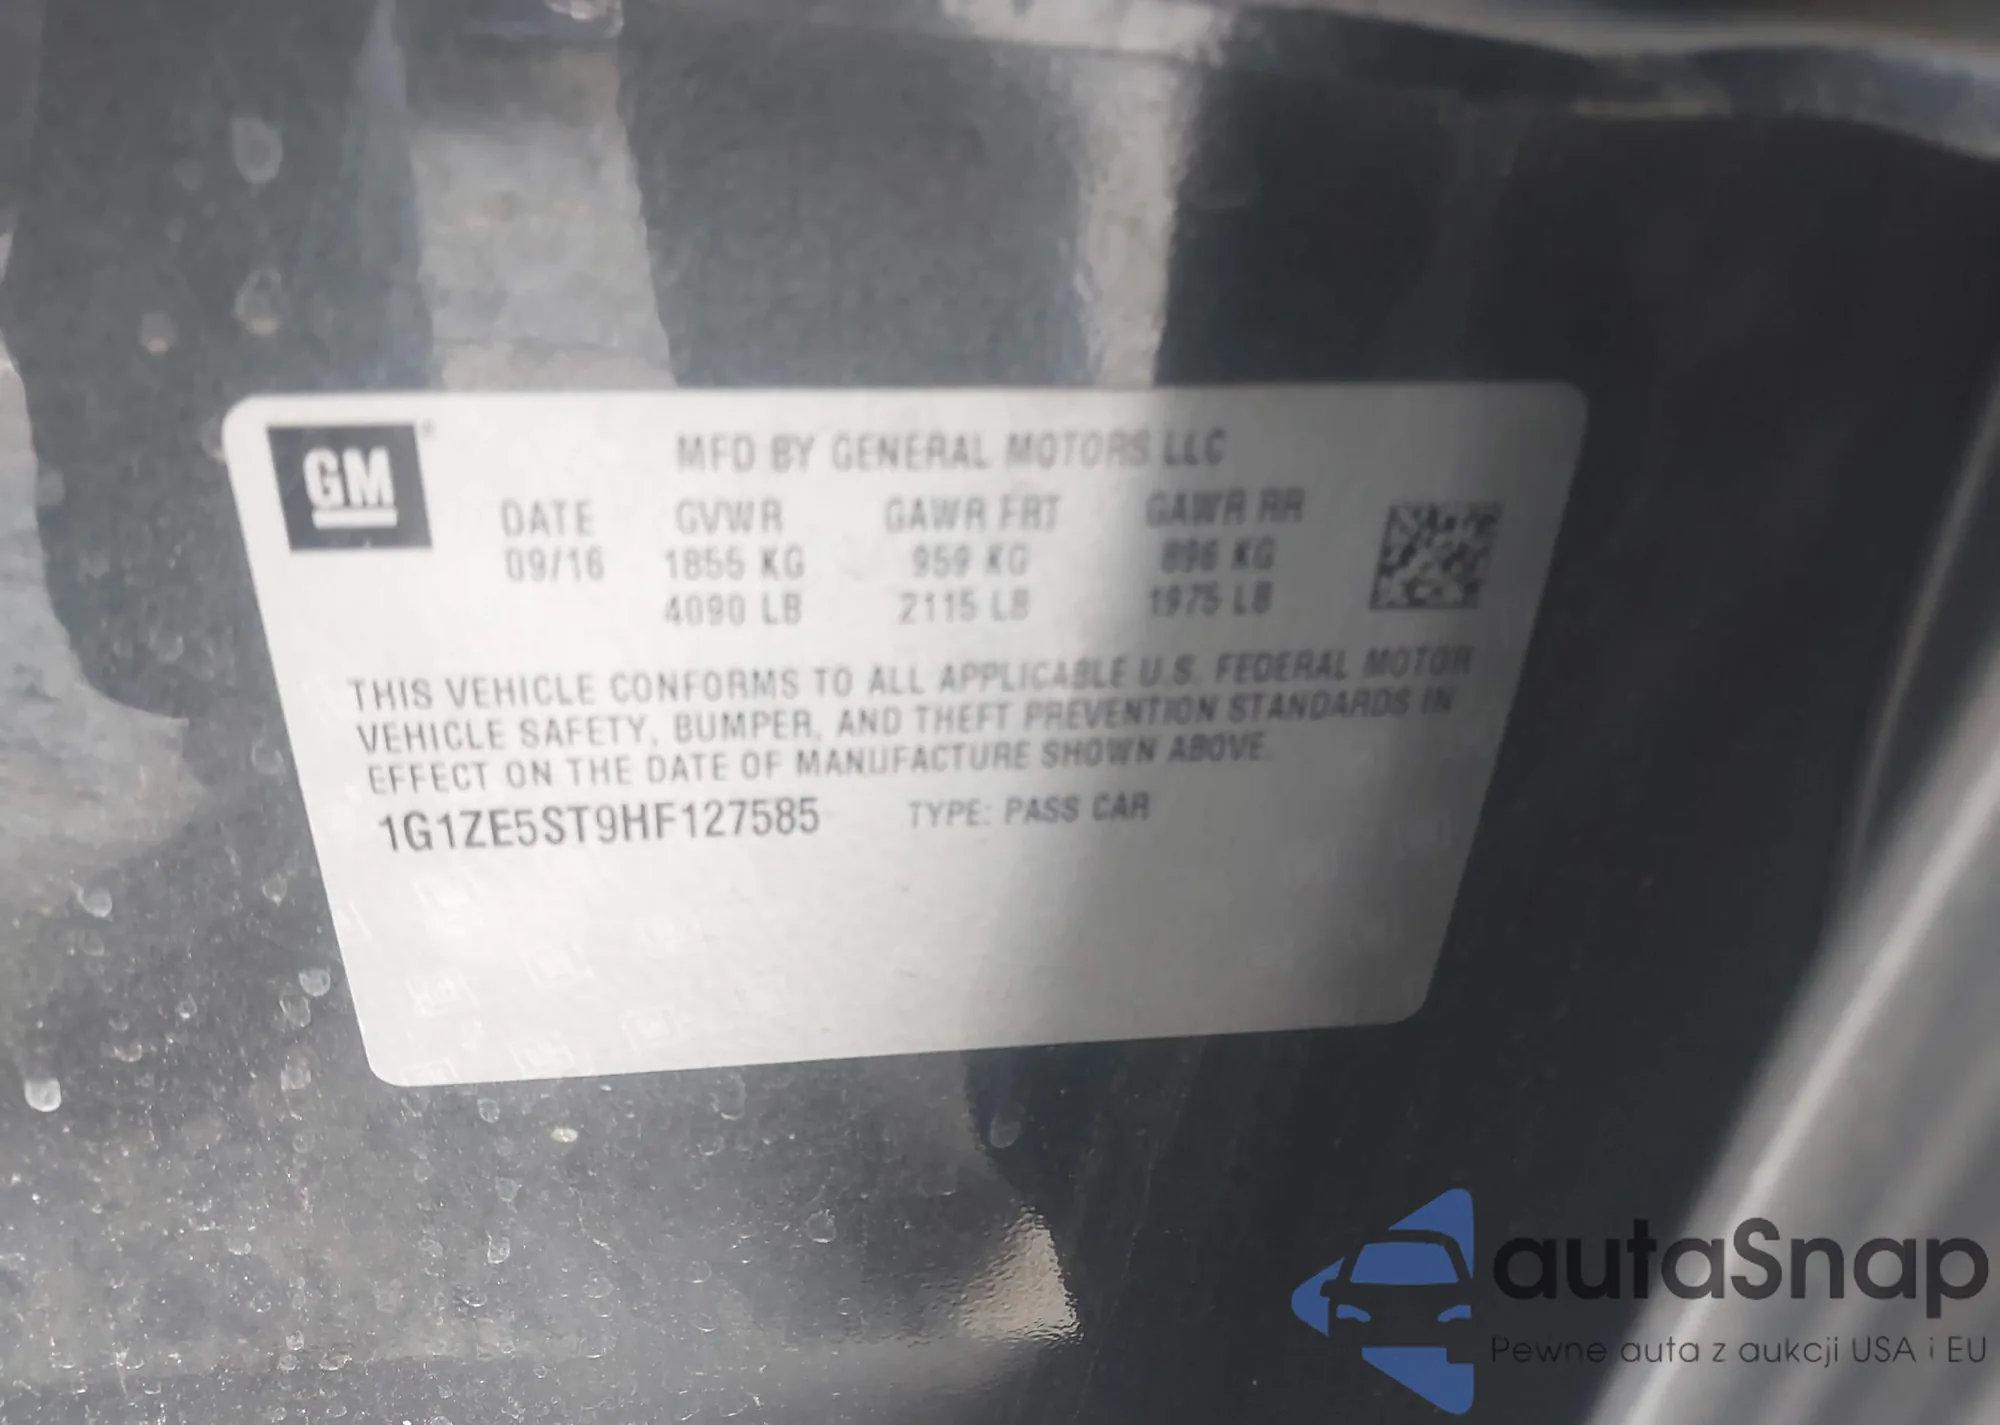 GM
MFD BY GENERAL MOTORS LLC
DATE GVWR GAWR FRT GAWR RR
09/16 1855 KG 959 KG 896 KG
4090 LB 2115 LB 1975 LB
THIS VEHICLE CONFORMS TO ALL APPLICABLE U.S. FEDERAL MOTOR
VEHICLE SAFETY, BUMPER, AND THEFT PREVENTION STANDARDS IN
EFFECT ON THE DATE OF MANUFACTURE SHOWN ABOVE.
1G1ZE5ST9HF127585 TYPE: PASS CAR
autaSnap
Pewne auta z aukcji USA i EU